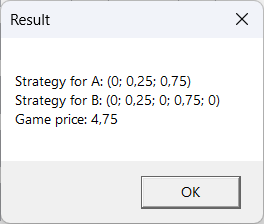 Result
Strategy for A: (0; 0,25; 0,75)
Strategy for B: (0; 0,25; 0; 0,75; 0)
Game price: 4,75
OK